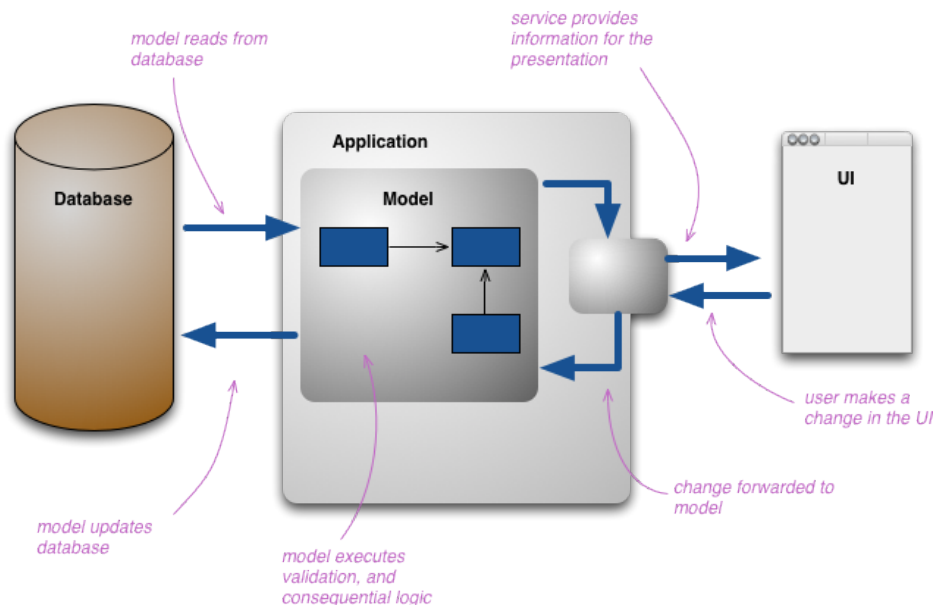 model reads from
database
service provides
information for the
presentation
Application
Database
Model
UI
user makes a
change in the UI
change forwarded to
model
model updates
database
model executes
validation, and
consequential logic